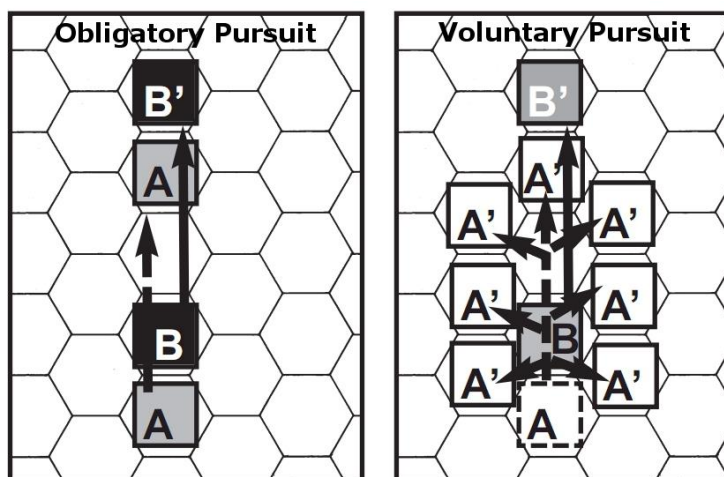 Obligatory Pursuit
B'
A
B
A
Voluntary Pursuit
B'
A'
A' A'
A' A'
B
A' A'
A